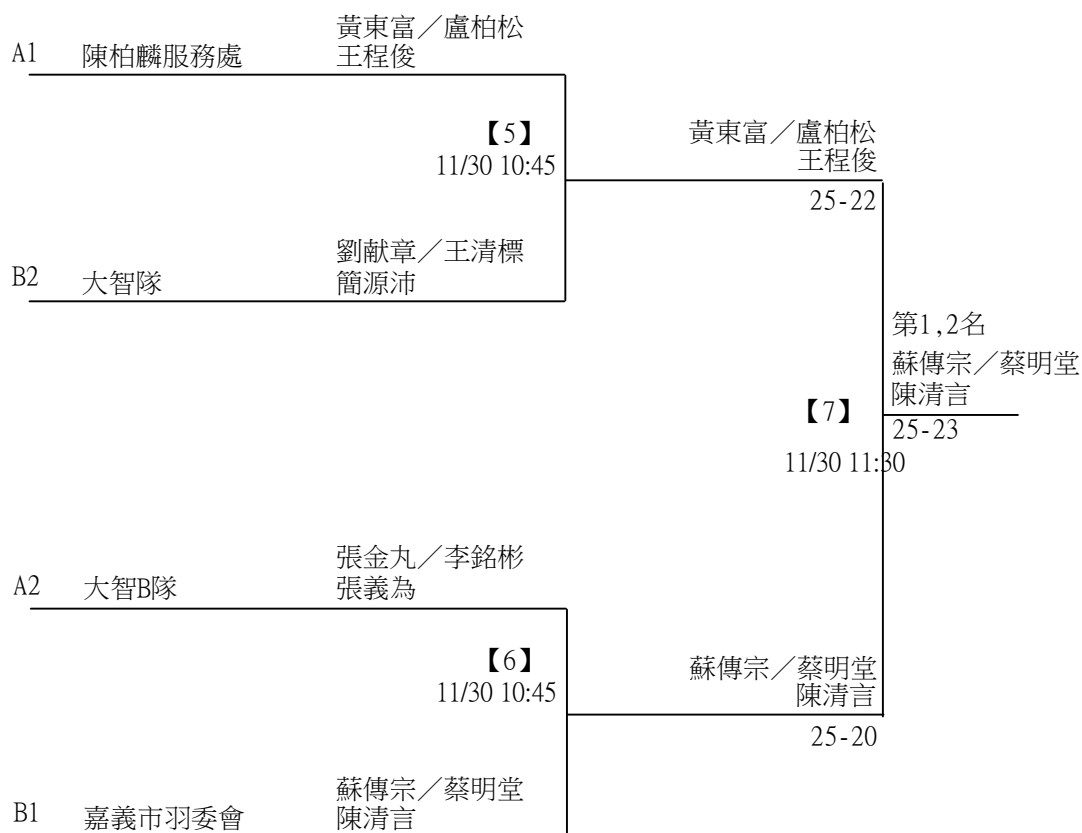 黃東富／盧柏松
A1 陳柏麟服務處 王程俊
【5】
11/30 10:45
黃東富／盧柏松
王程俊
25-22
劉献章／王清標
B2 大智隊 簡源沛
第1,2名
蘇傳宗／蔡明堂
陳清言
【7】
25-23
11/30 11:30
張金丸／李銘彬
A2 大智B隊 張義為
【6】
11/30 10:45
蘇傳宗／蔡明堂
陳清言
25-20
蘇傳宗／蔡明堂
B1 嘉義市羽委會 陳清言